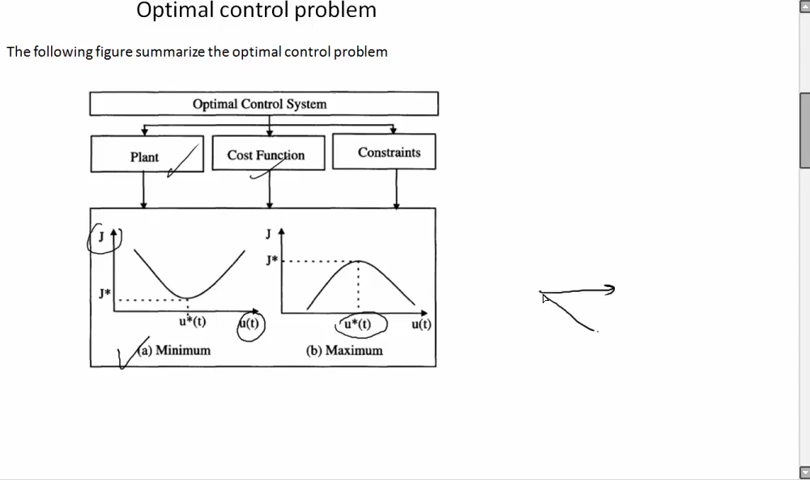 Optimal control problem
The following figure summarize the optimal control problem
Optimal Control System
Plant
Cost Function
Constraints
J
J*
u*(t)
u(t)
(a) Minimum
J
J*
u*(t)
u(t)
(b) Maximum